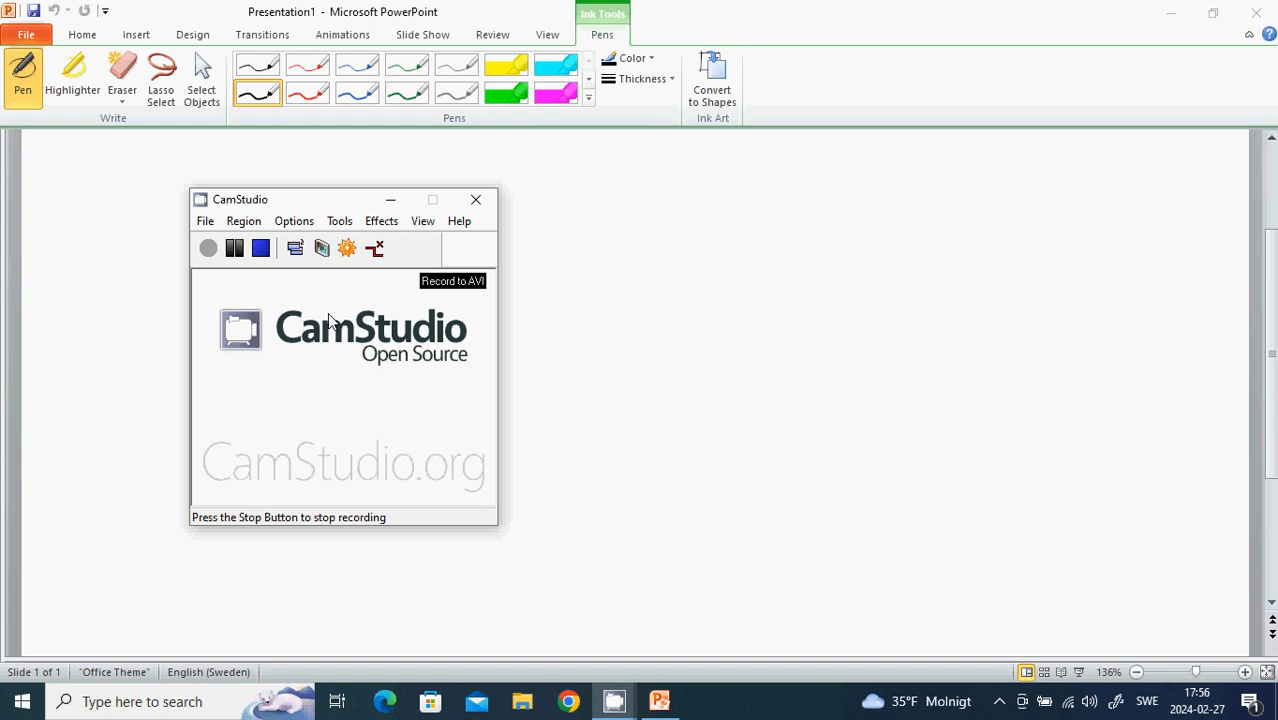 Presentation1 - Microsoft PowerPoint
Ink Tools
File Home Insert Design Transitions Animations Slide Show Review View Pens
Pen
Highlighter
Eraser
Lasso
Select
Select
Objects
Color
Thickness
Convert
to Shapes
Write
Pens
Ink Art
CamStudio
File Region Options Tools Effects View Help
Record to AVI
CamStudio
Open Source
CamStudio.org
Press the Stop Button to stop recording
Slide 1 of 1
"Office Theme"
English (Sweden)
136%
Type here to search
35°F Molnigt
SWE
17:56
2024-02-27
1